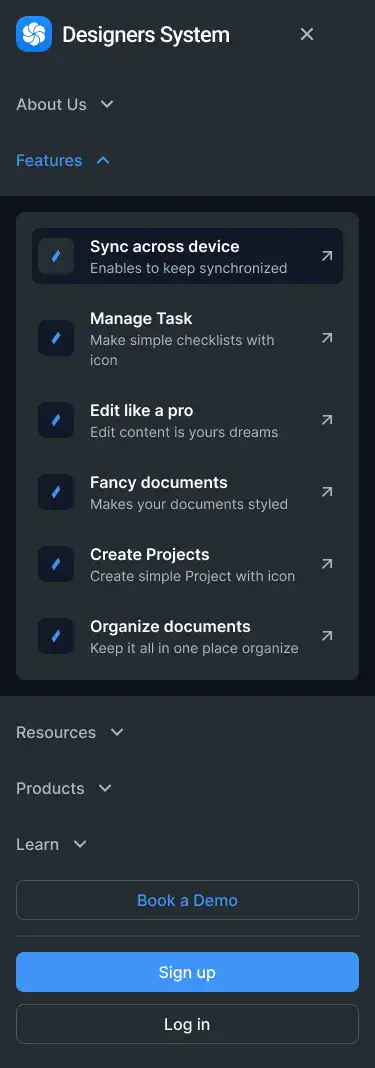 Designers System
About Us
Features
Sync across device
Enables to keep synchronized
Manage Task
Make simple checklists with
icon
Edit like a pro
Edit content is yours dreams
Fancy documents
Makes your documents styled
Create Projects
Create simple Project with icon
Organize documents
Keep it all in one place organize
Resources
Products
Learn
Book a Demo
Sign up
Log in